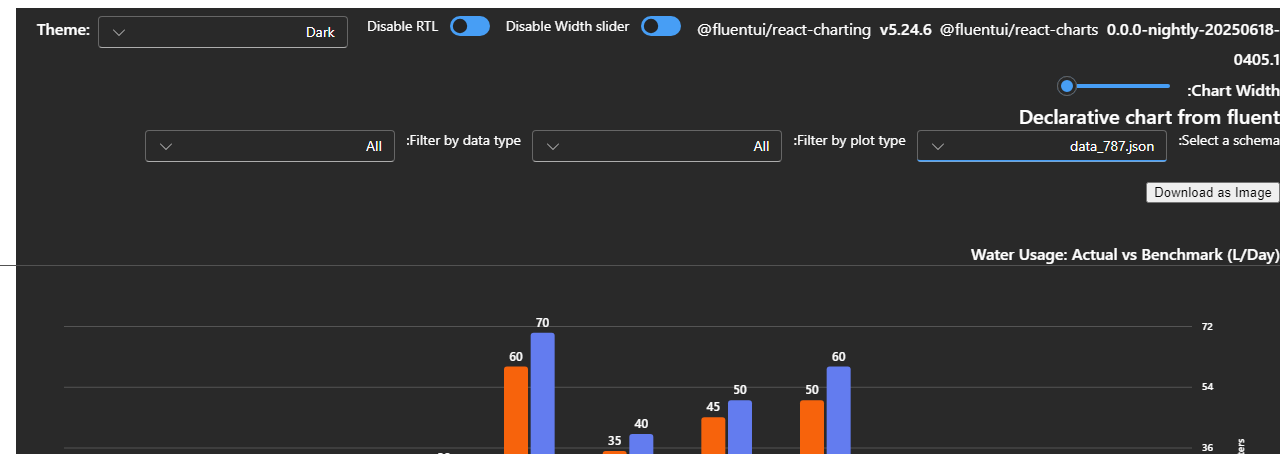 Theme: Dark Disable RTL Disable Width slider @fluentui/react-charting v5.24.6 @fluentui/react-charts 0.0.0-nightly-20250618-
0405.1
:Chart Width
Declarative chart from fluent
:Select a schema data_787.json :Filter by plot type All :Filter by data type All
Download as Image
Water Usage: Actual vs Benchmark (L/Day)
70
72
60
60
54
50
50
45
40
35
36